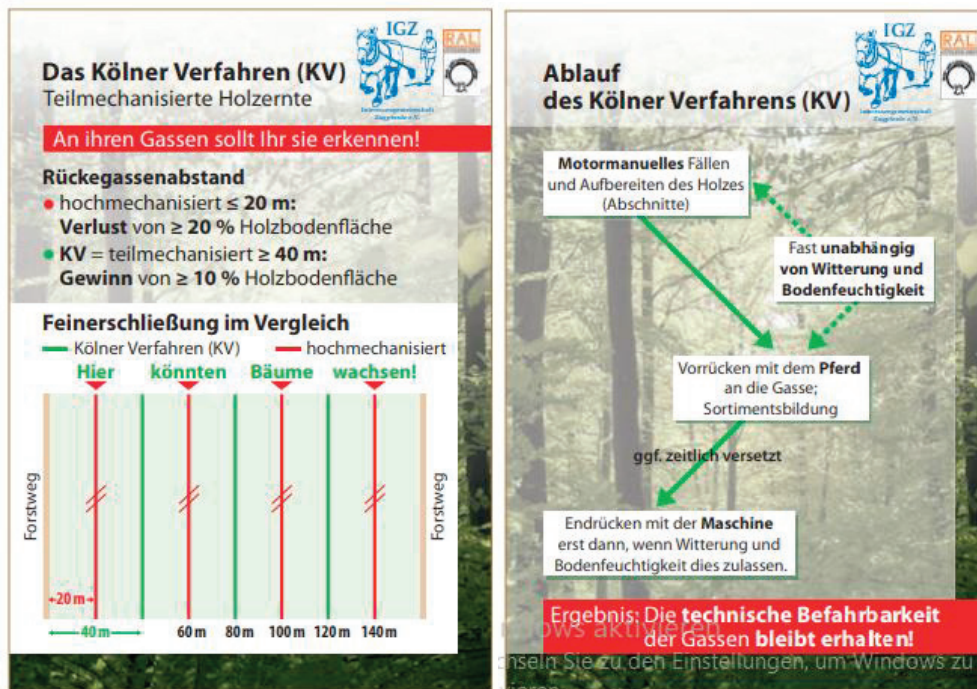 IGZ
RAL
Interessengemeinschaft
Zugpferde e.V.
Das Kölner Verfahren (KV)
Teilmechanisierte Holzernte
An ihren Gassen sollt Ihr sie erkennen!
Rückegassenabstand
• hochmechanisiert ≤ 20 m:
Verlust von ≥ 20 % Holzbodenfläche
• KV = teilmechanisiert ≥ 40 m:
Gewinn von ≥ 10 % Holzbodenfläche
Feinerschließung im Vergleich
Kölner Verfahren (KV) hochmechanisiert
Hier könnten Bäume wachsen!
Forstweg
Forstweg
20 m
40 m 60 m 80 m 100 m 120 m 140 m
IGZ
RAL
Interessengemeinschaft
Zugpferde e.V.
Ablauf
des Kölner Verfahrens (KV)
Motormanuelles Fällen
und Aufbereiten des Holzes
(Abschnitte)
Fast unabhängig
von Witterung und
Bodenfeuchtigkeit
Vorrücken mit dem Pferd
an die Gasse;
Sortimentsbildung
ggf. zeitlich versetzt
Endrücken mit der Maschine
erst dann, wenn Witterung und
Bodenfeuchtigkeit dies zulassen.
Ergebnis: Die technische Befahrbarkeit
der Gassen bleibt erhalten!
aktivieren
Sie zu den Einstellungen, um Windows zu